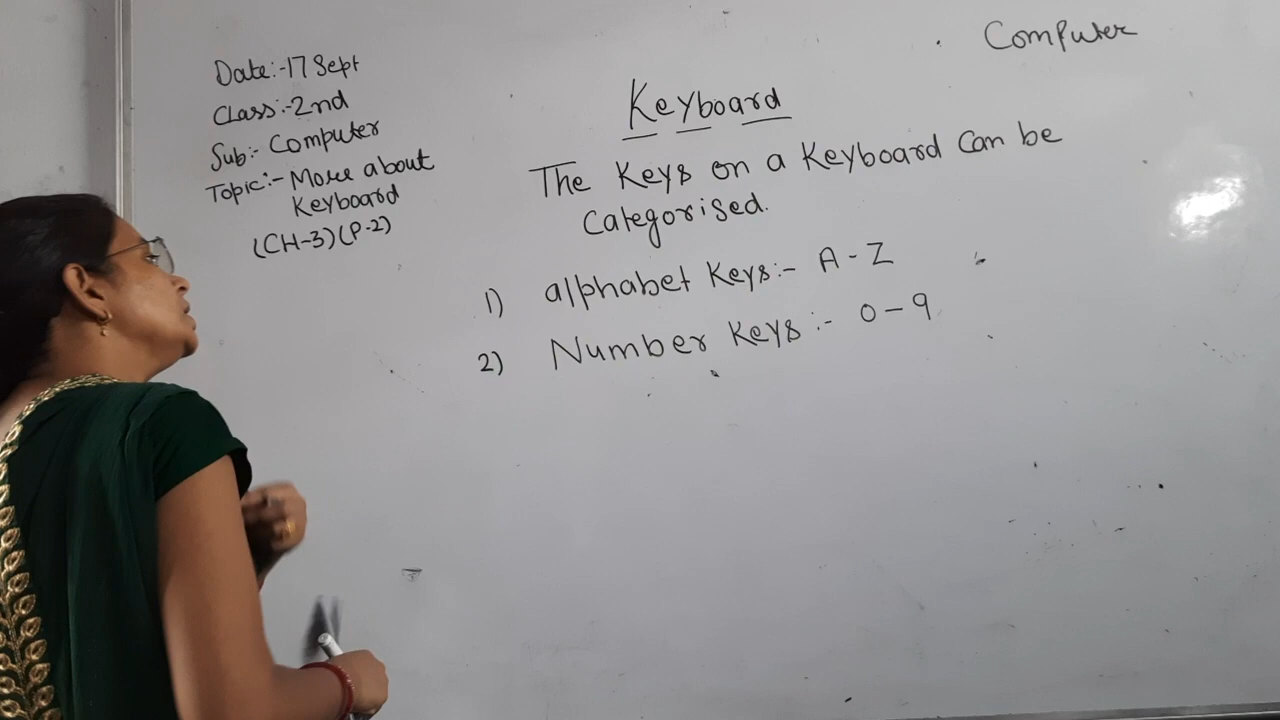 Computer
Date:-17 Sept
Class:-2nd
Sub:- Computer
Topic:- More about
Keyboard
(CH-3)(P-2)
Keyboard
The Keys on a Keyboard Can be
Categorised.
1) alphabet Keys:- A-Z
2) Number Keys:- 0-9